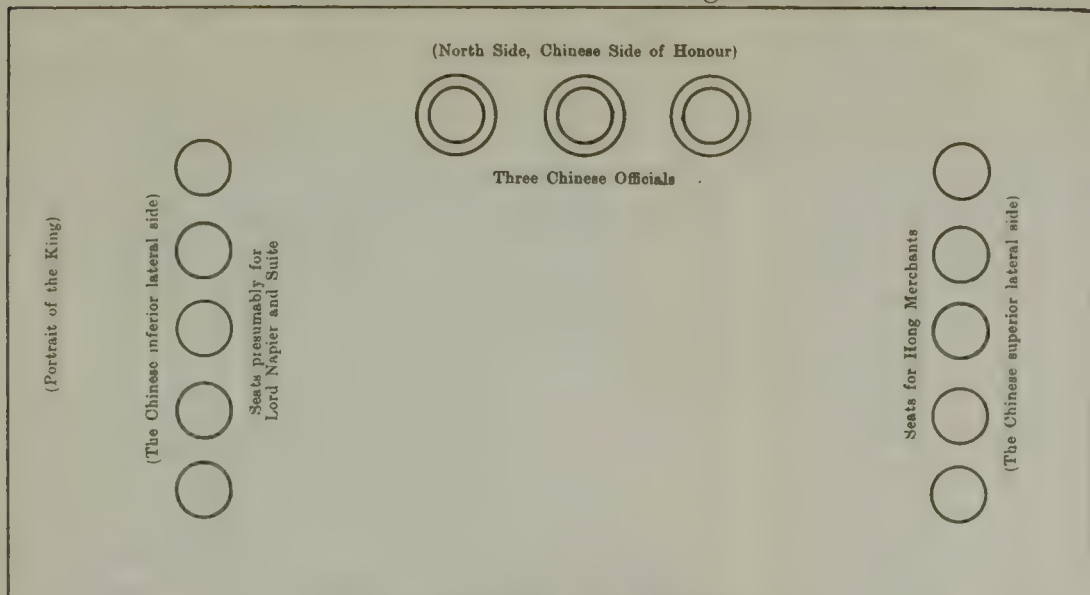 (North Side, Chinese Side of Honour)
Three Chinese Officials
(Portrait of the King)
(The Chinese inferior lateral side)
Seats presumably for
Lord Napier and Suite
Seats for Hong Merchants
(The Chinese superior lateral side)